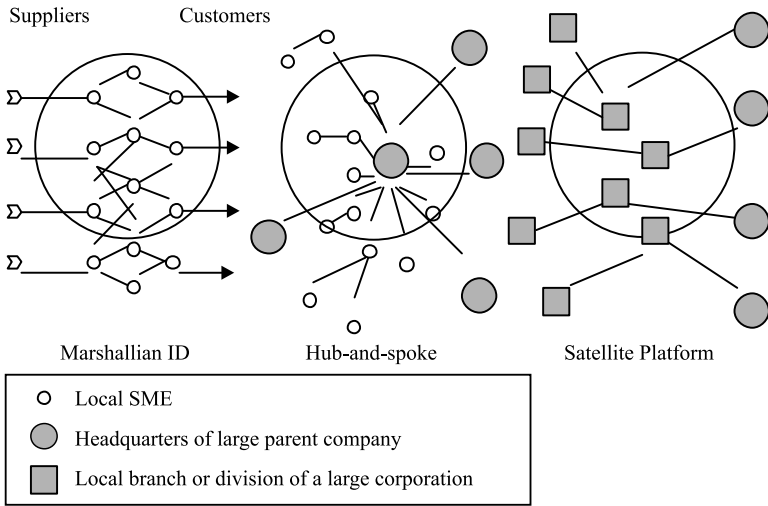 Suppliers
Customers
Marshallian ID
Hub-and-spoke
Satellite Platform
Local SME
Headquarters of large parent company
Local branch or division of a large corporation